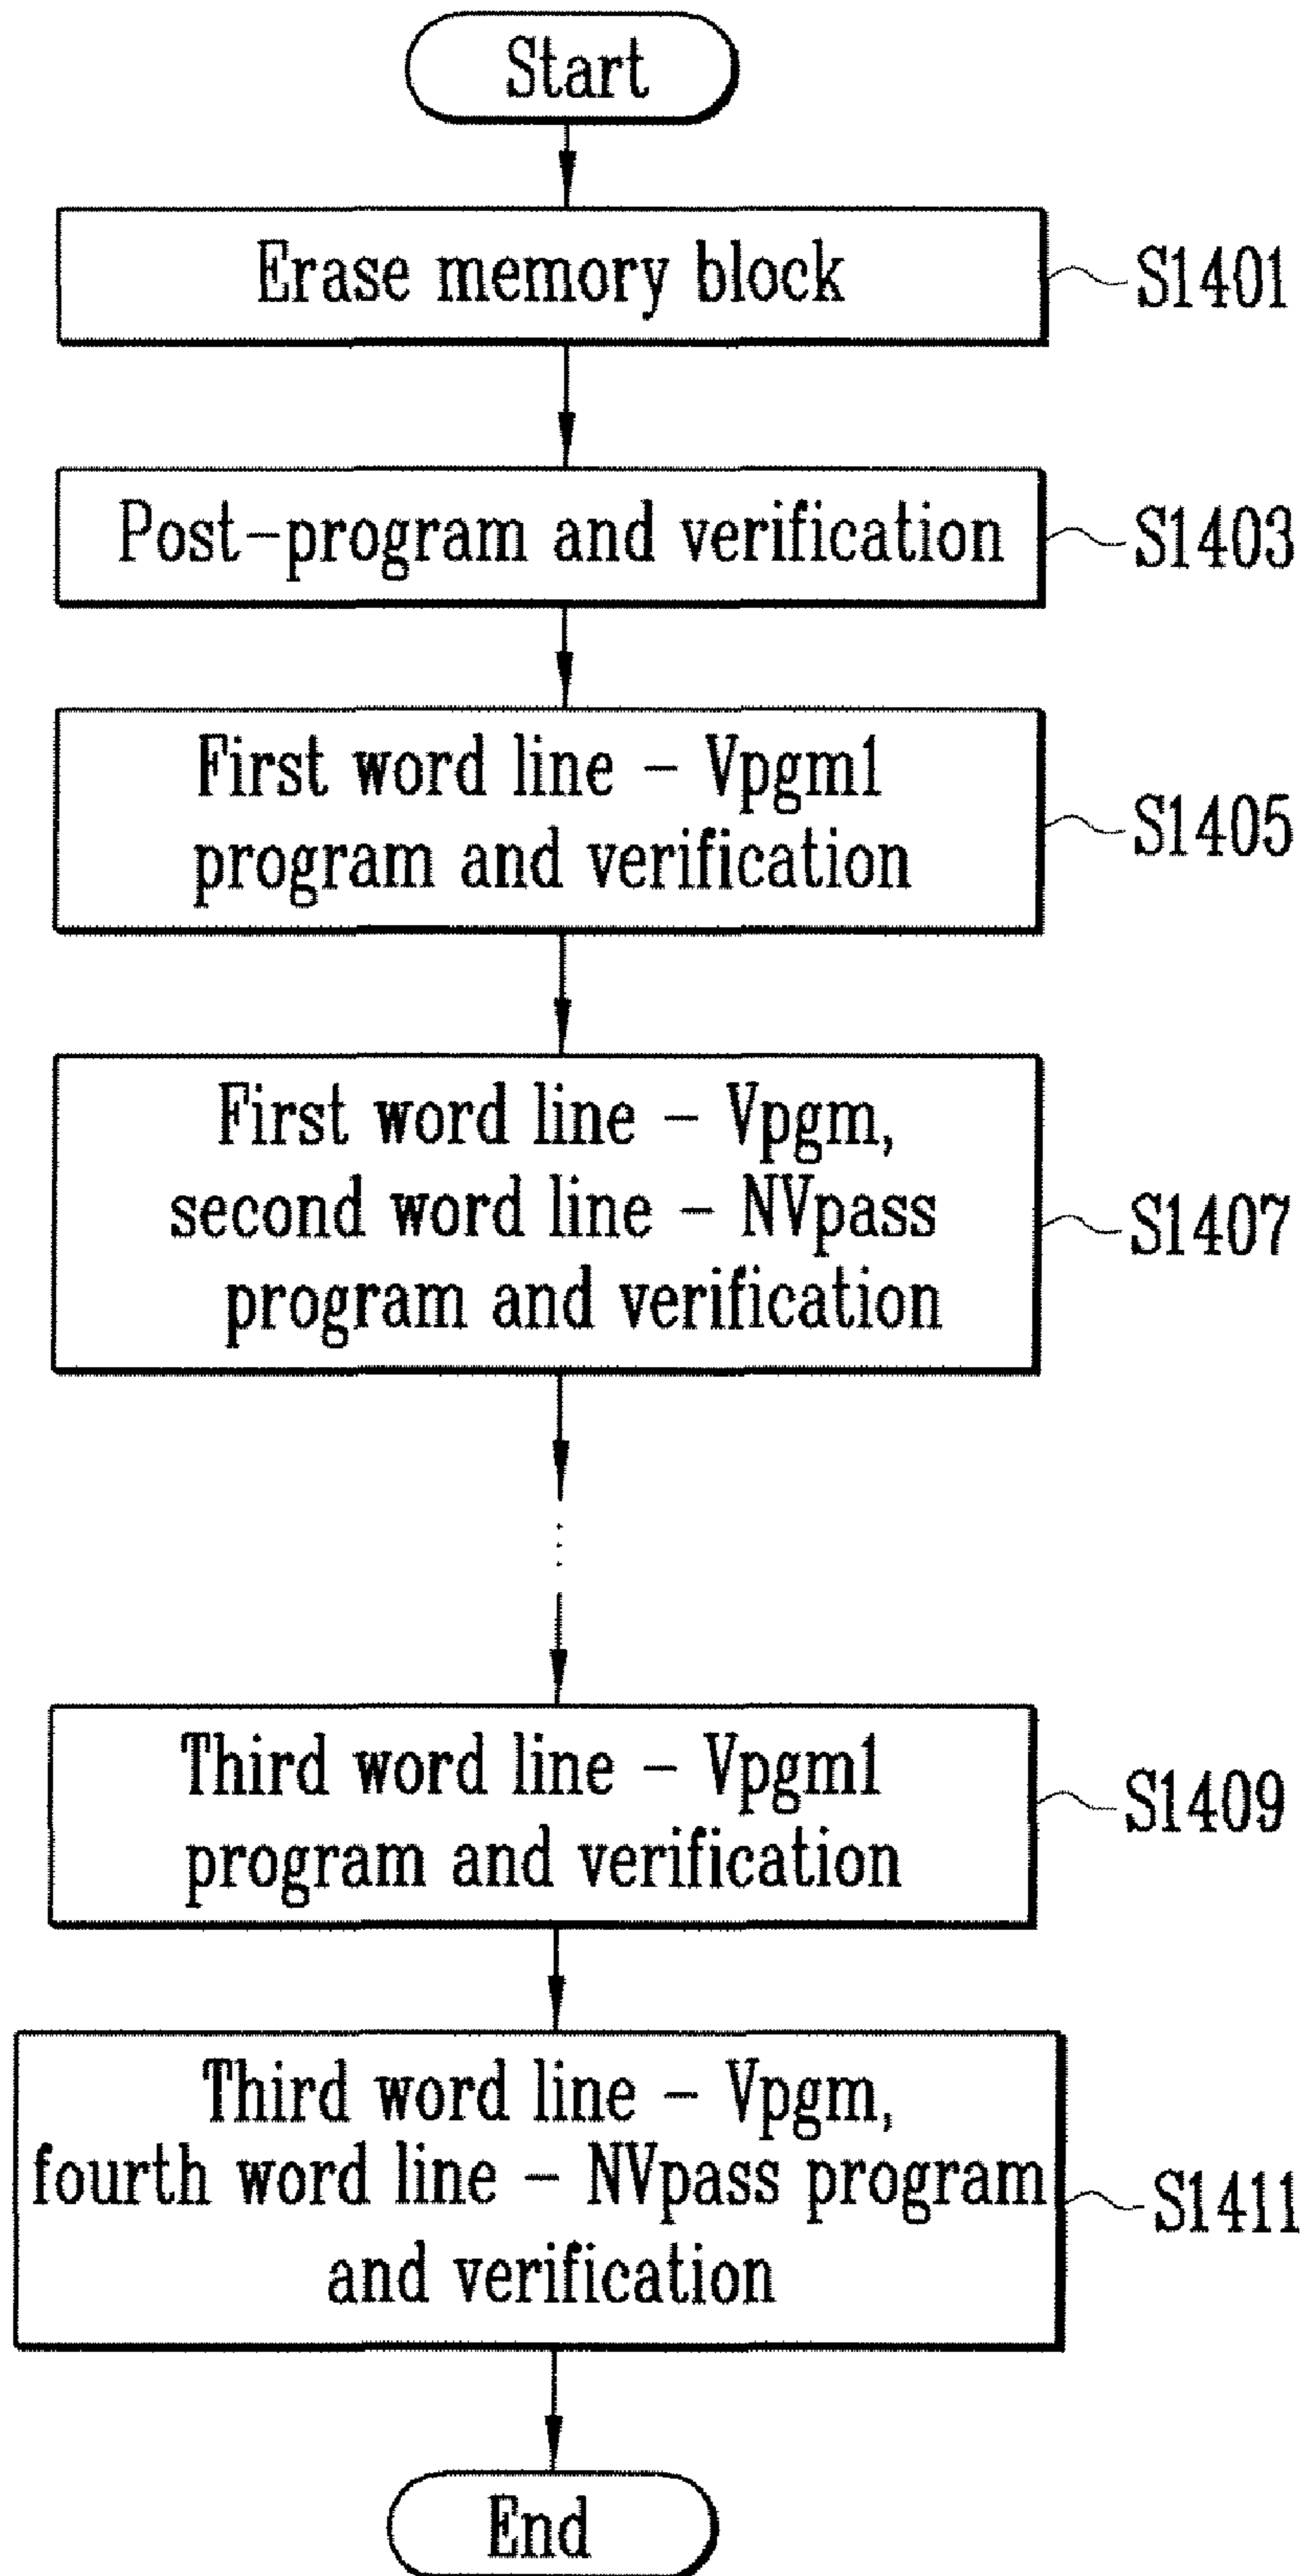 Start
Erase memory block
S1401
Post-program and verification
S1403
First word line - Vpgm1
program and verification
S1405
First word line - Vpgm,
second word line - NVpass
program and verification
S1407
Third word line - Vpgm1
program and verification
S1409
Third word line - Vpgm,
fourth word line - NVpass program
and verification
S1411
End